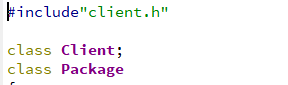 #include"client.h"
class Client;
class Package